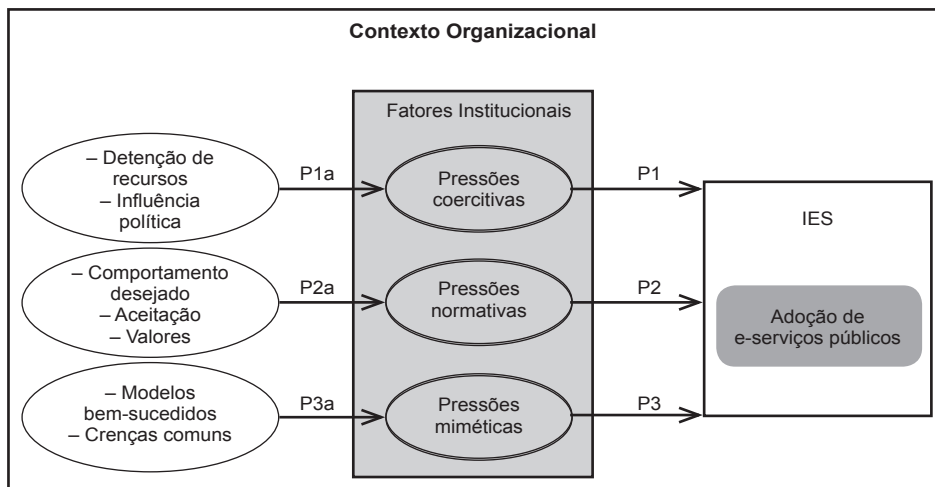 Contexto Organizacional
Fatores Institucionais
– Detenção de
recursos
– Influência
política
P1a
Pressões
coercitivas
P1
– Comportamento
desejado
– Aceitação
– Valores
P2a
Pressões
normativas
P2
– Modelos
bem-sucedidos
– Crenças comuns
P3a
Pressões
miméticas
P3
IES
Adoção de
e-serviços públicos